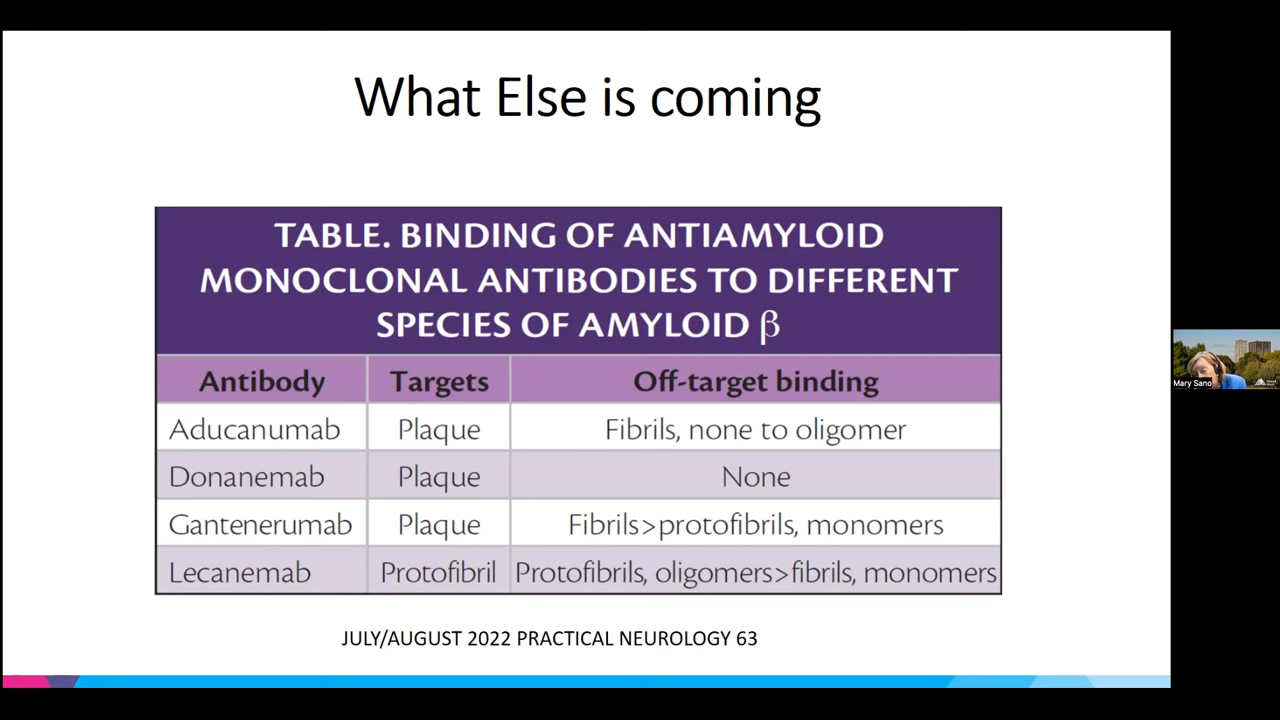 What Else is coming
TABLE. BINDING OF ANTIAMYLOID
MONOCLONAL ANTIBODIES TO DIFFERENT
SPECIES OF AMYLOID β
Antibody Targets Off-target binding
Aducanumab Plaque Fibrils, none to oligomer
Donanemab Plaque None
Gantenerumab Plaque Fibrils>protofibrils, monomers
Lecanemab Protofibril Protofibrils, oligomers>fibrils, monomers
JULY/AUGUST 2022 PRACTICAL NEUROLOGY 63
Mary Sano